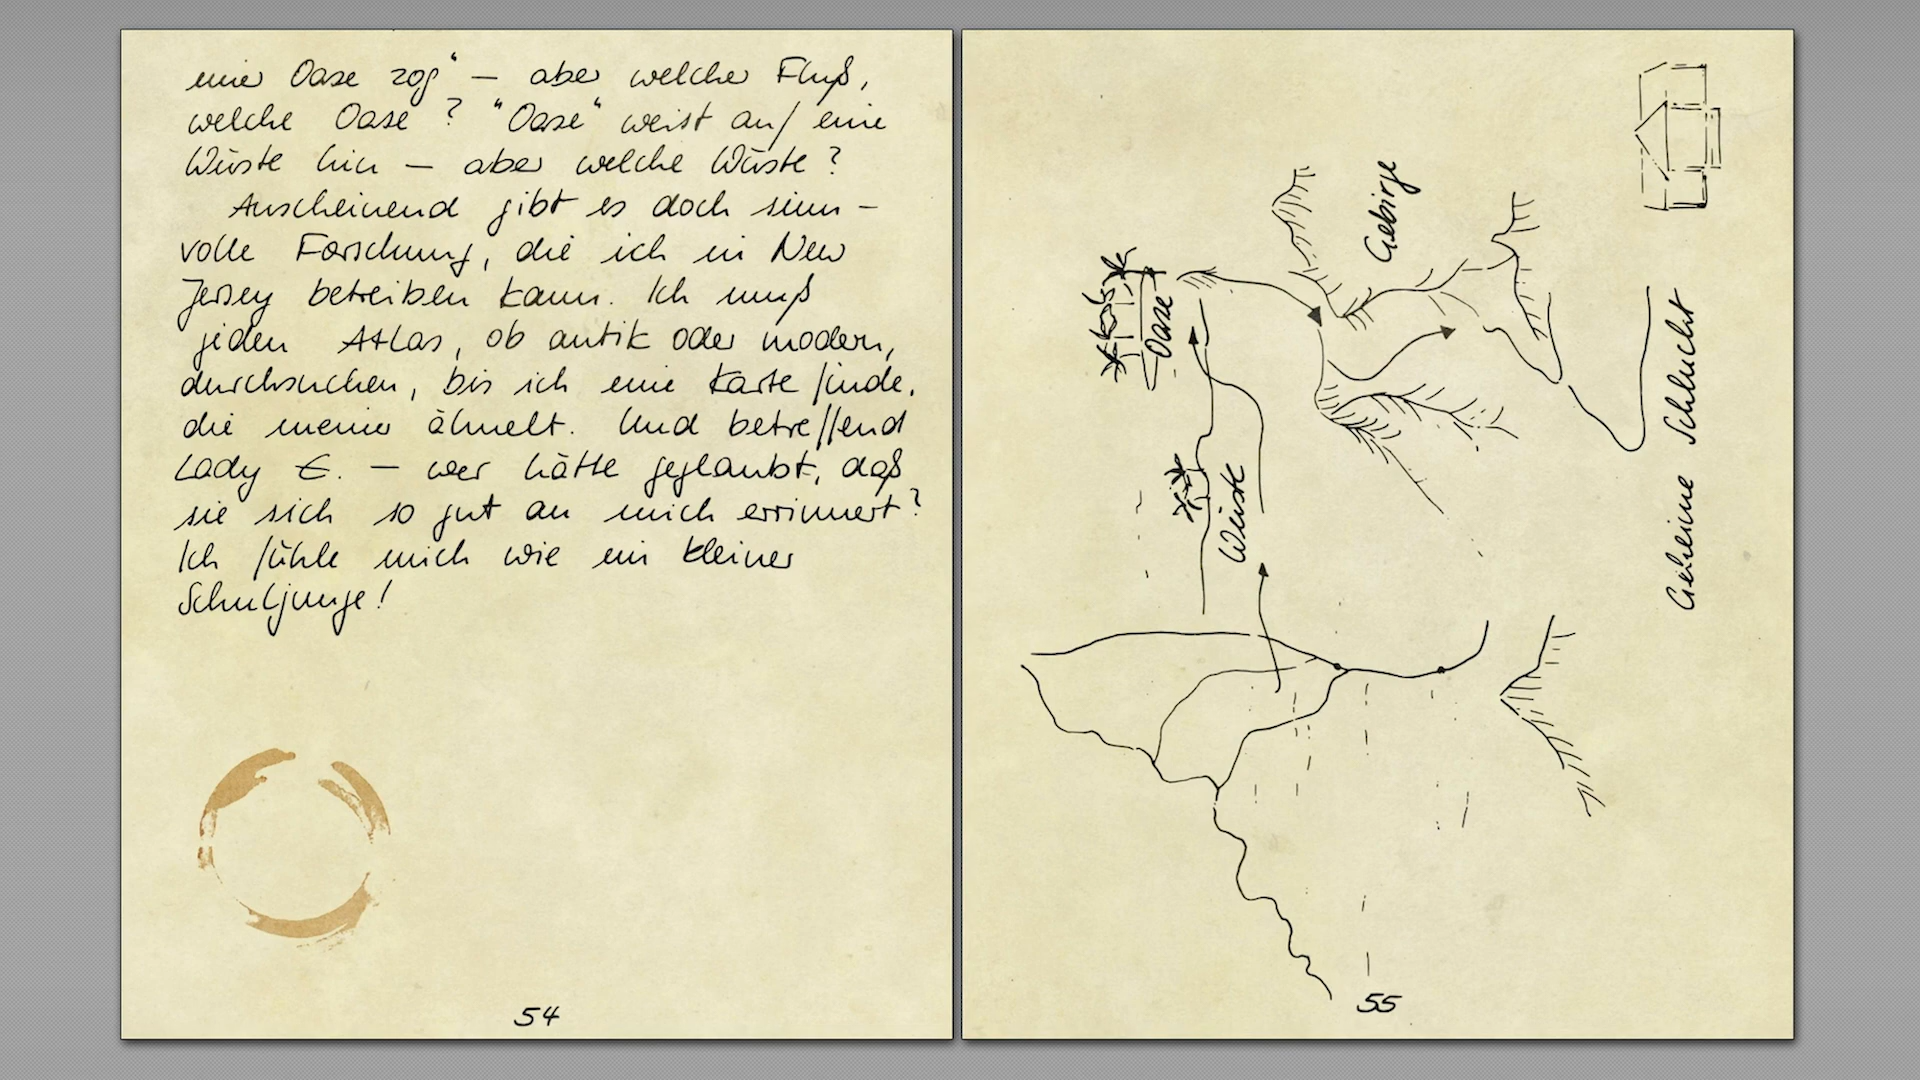 einer Oase zog“ – aber welcher Fluß,
welche Oase? "Oase“ weist auf eine
Wüste hin – aber welche Wüste?
Anscheinend gibt es doch sinn-
volle Forschung, die ich in New
Jersey betreiben kann. Ich muß
jeden Atlas, ob antik oder modern,
durchsuchen, bis ich eine Karte finde,
die meiner ähnelt. Und betreffend
Lady E. – wer hätte geglaubt, daß
sie sich so gut an mich errinnert?
Ich fühle mich wie ein kleiner
Schuljunge!
54
Oase
Gebirge
Wüste
Geheime Schlucht
55